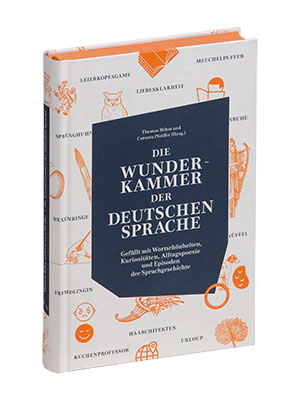 MEUCHELPUFFER
LEIERKOPFAGAME
LIEBESKLARHEIT
Thomas Böhm und
Carsten Pfeiffer (Hrsg.)
SPRENGHUHN
DIE
WUNDER-
KAMMER
DER
DEUTSCHEN
SPRACHE
HEXENRINGE
Gefüllt mit Wortschönheiten,
Kuriositäten, Alltagspoesie
und Episoden
der Sprachgeschichte
FREMDLINGEN
HAARCHITEKTEN
URLOUP
KUCHENPROFESSOR